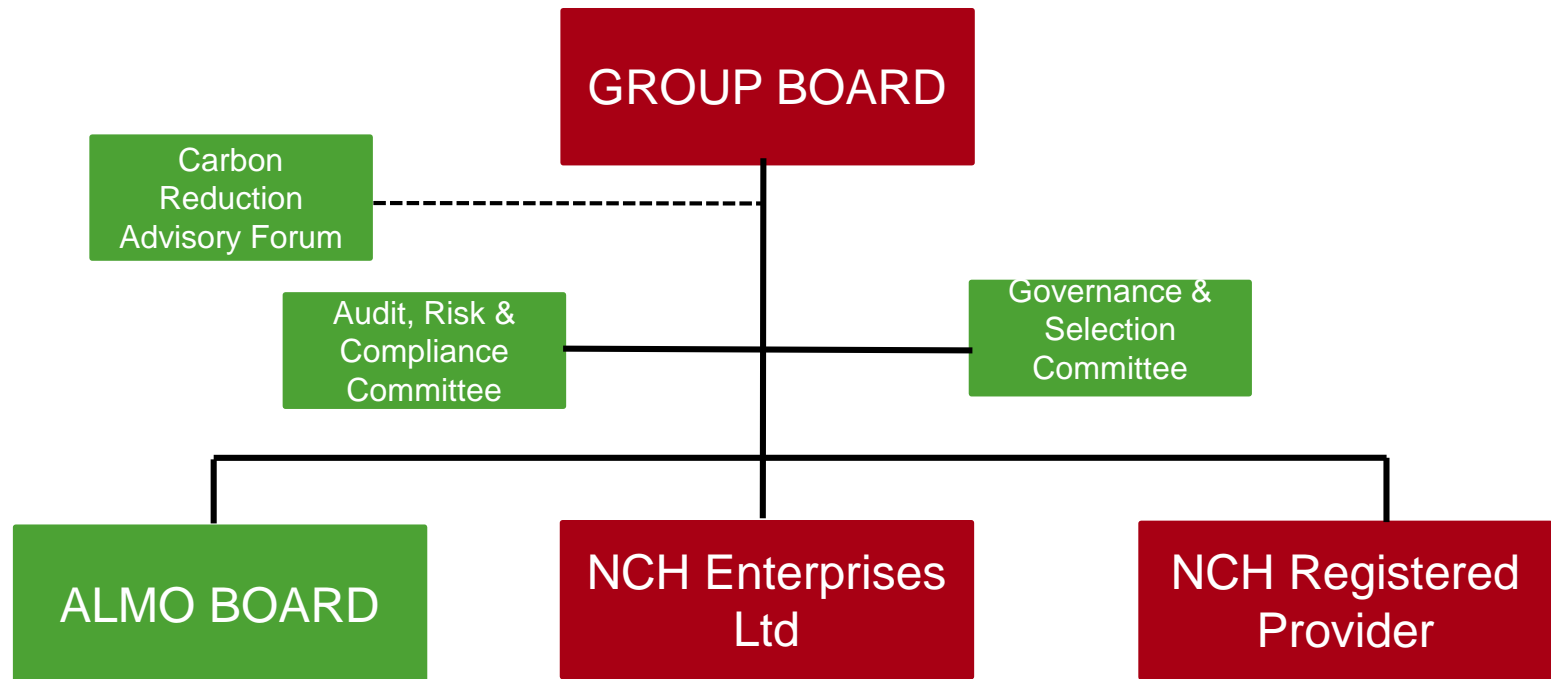 GROUP BOARD
Carbon
Reduction
Advisory Forum
Audit, Risk &
Compliance
Committee
Governance &
Selection
Committee
ALMO BOARD
NCH Enterprises
Ltd
NCH Registered
Provider